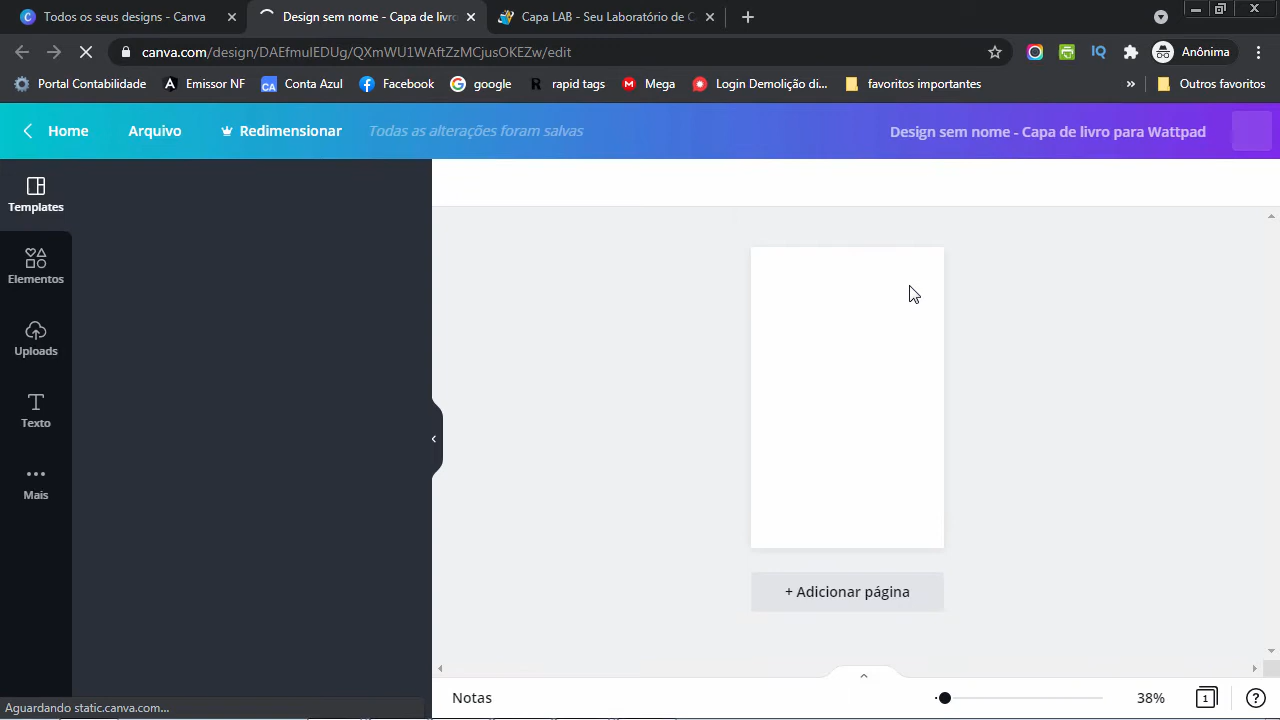 Todos os seus designs - Canva
Design sem nome - Capa de livro
Capa LAB - Seu Laboratório de C
canva.com/design/DAEfmuIEDUg/QXmWU1WAftZzMCjusOKEZw/edit
Anônima
Portal Contabilidade
Emissor NF
CA
Conta Azul
Facebook
google
rapid tags
Mega
Login Demolição di...
favoritos importantes
»
Outros favoritos
Home
Arquivo
Redimensionar
Todas as alterações foram salvas
Design sem nome - Capa de livro para Wattpad
Templates
Elementos
Uploads
Texto
Mais
+ Adicionar página
Notas
38%
1
Aguardando static.canva.com...